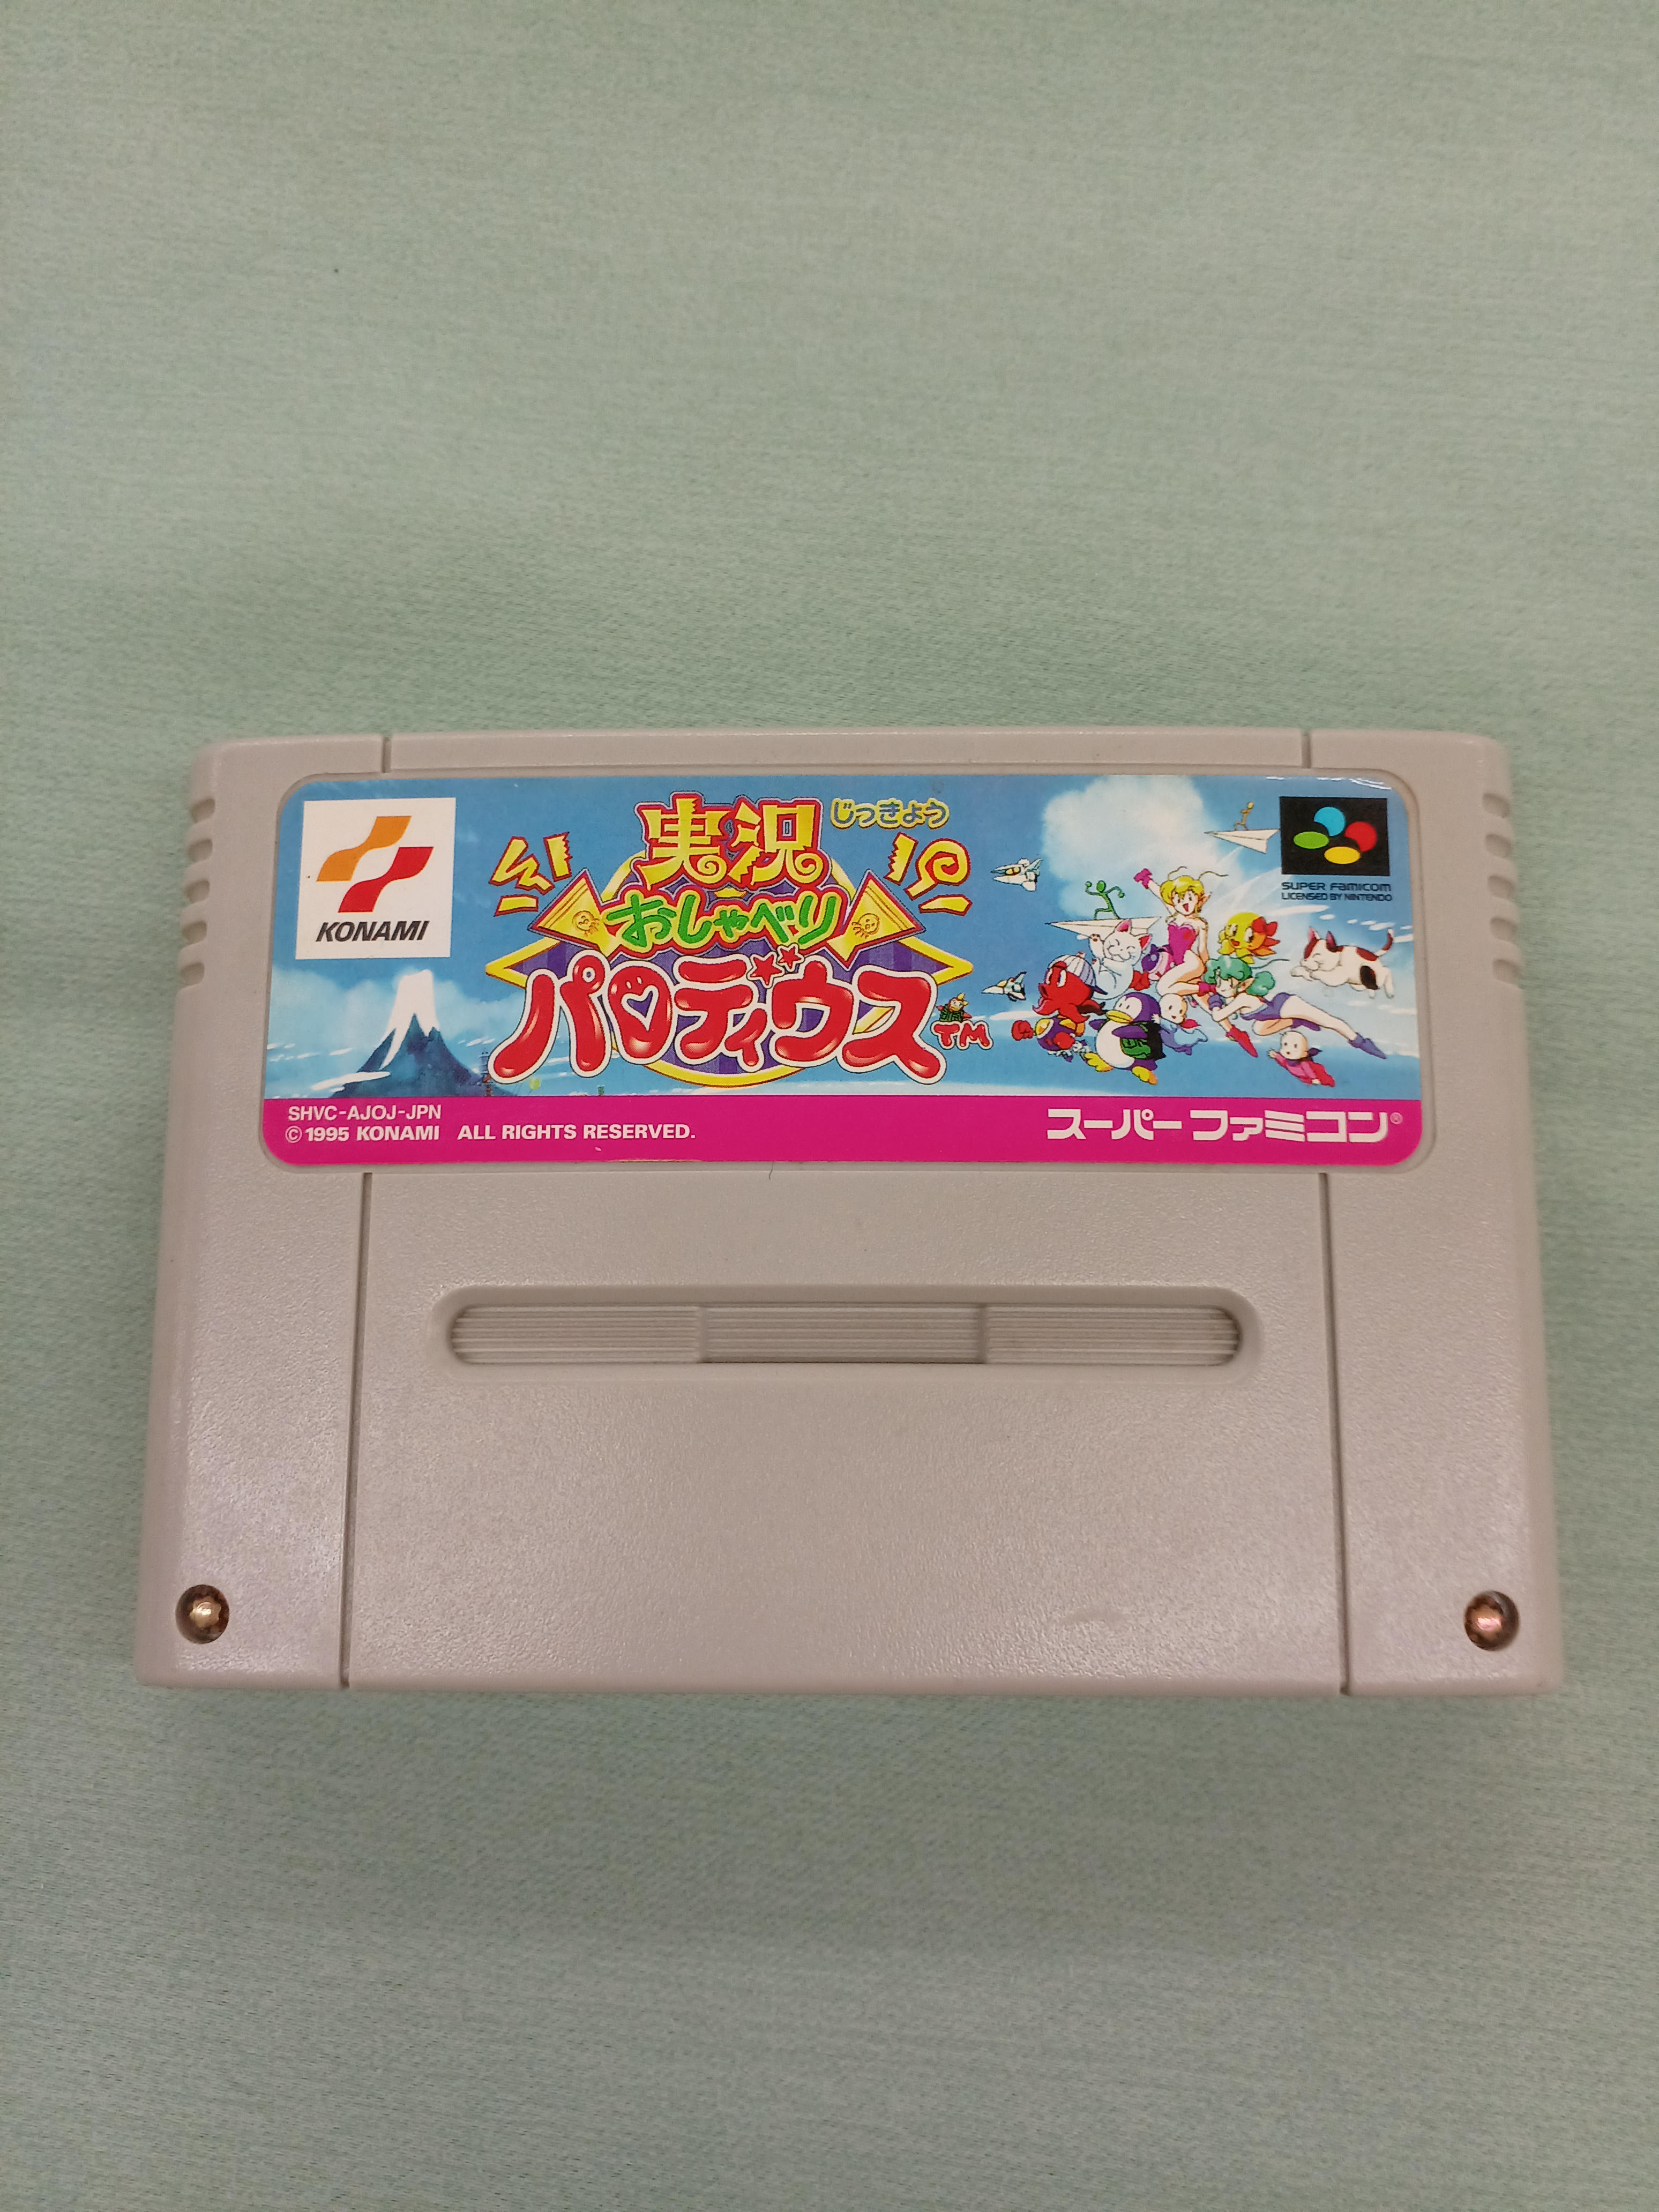 KONAMI
実況
じっきょう
おしゃべり
パロディウス TM
SUPER FAMICOM
LICENSED BY NINTENDO
SHVC-AJOJ-JPN
© 1995 KONAMI ALL RIGHTS RESERVED.
スーパーファミコン®